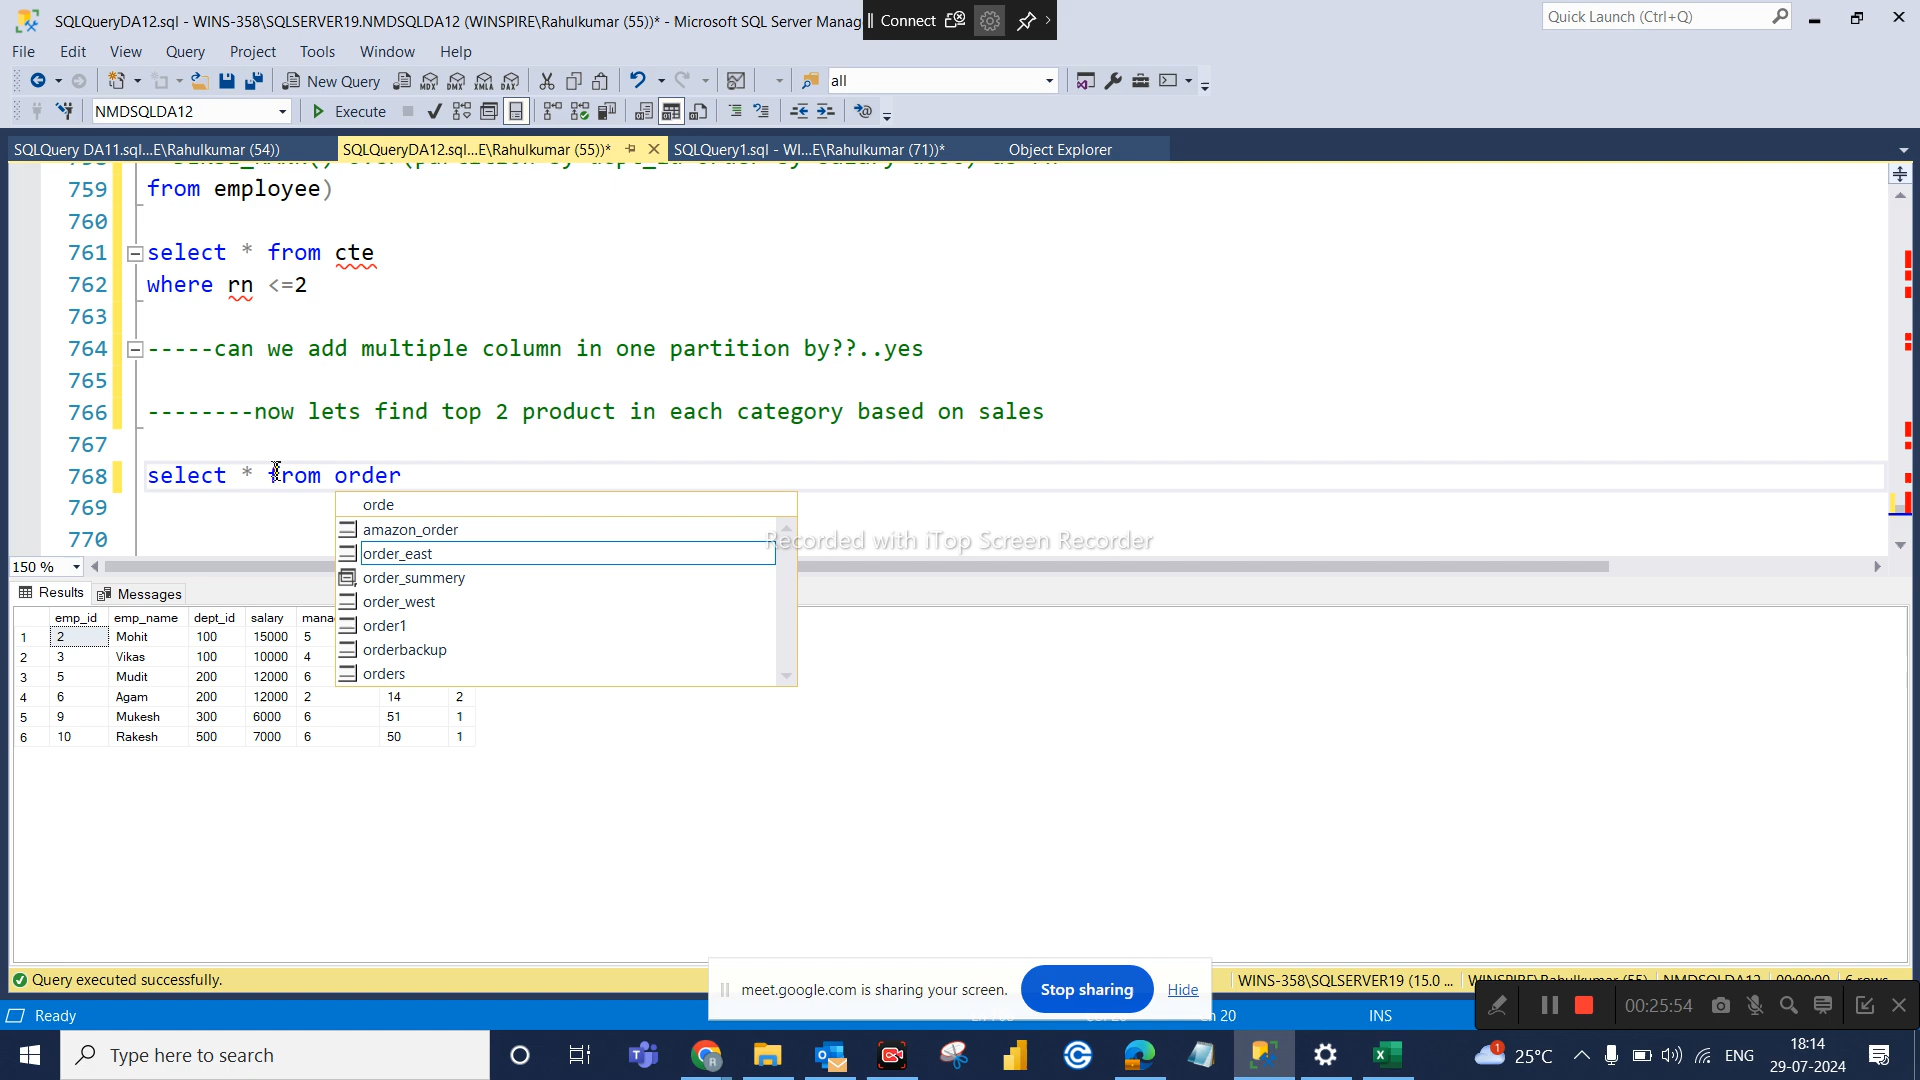 SQLQueryDA12.sql - WINS-358\SQLSERVER19.NMDSQLDA12 (WINSPIRE\Rahulkumar (55))* - Microsoft SQL Server Manag
Connect
Quick Launch (Ctrl+Q)
File Edit View Query Project Tools Window Help
New Query
MDX DMX XMLA DAX
all
NMDSQLDA12
Execute
SQLQuery DA11.sql...E\Rahulkumar (54))
SQLQueryDA12.sql...E\Rahulkumar (55))*
SQLQuery1.sql - WI...E\Rahulkumar (71))*
Object Explorer
759 from employee)
760
761 select * from cte
762 where rn <=2
763
764 -----can we add multiple column in one partition by??..yes
765
766 --------now lets find top 2 product in each category based on sales
767
768 select * from order
769
770
orde
amazon_order
order_east
order_summery
order_west
order1
orderbackup
orders
Recorded with iTop Screen Recorder
150 %
Results Messages
emp_id emp_name dept_id salary mana
1 2 Mohit 100 15000 5
2 3 Vikas 100 10000 4
3 5 Mudit 200 12000 6
4 6 Agam 200 12000 2 14 2
5 9 Mukesh 300 6000 6 51 1
6 10 Rakesh 500 7000 6 50 1
Query executed successfully.
WINS-358\SQLSERVER19 (15.0 ...
meet.google.com is sharing your screen.
Stop sharing
Hide
Ready
INS
00:25:54
Type here to search
1
25°C
ENG
18:14
29-07-2024